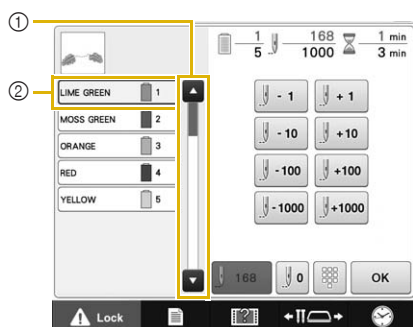 ①
②
LIME GREEN 1
MOSS GREEN 2
ORANGE 3
RED 4
YELLOW 5
1
5
168
1000
1 min
3 min
- 1 + 1
- 10 + 10
- 100 + 100
- 1000 + 1000
168 0 OK
Lock ?